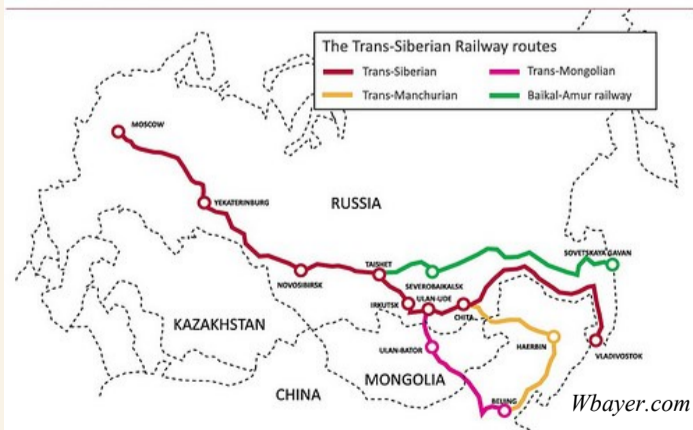 The Trans-Siberian Railway routes
Trans-Siberian
Trans-Mongolian
Trans-Manchurian
Baikal-Amur railway
MOSCOW
YEKATERINBURG
RUSSIA
NOVOSIBIRSK
TAISHET
SEVEROBAIKALSK
SOVETSKAYA GAVAN
IRKUTSK
ULAN-UDE
CHITA
KAZAKHSTAN
ULAN-BATOR
HAERBIN
VLADIVOSTOK
MONGOLIA
CHINA
BEIJING
Wbayer.com